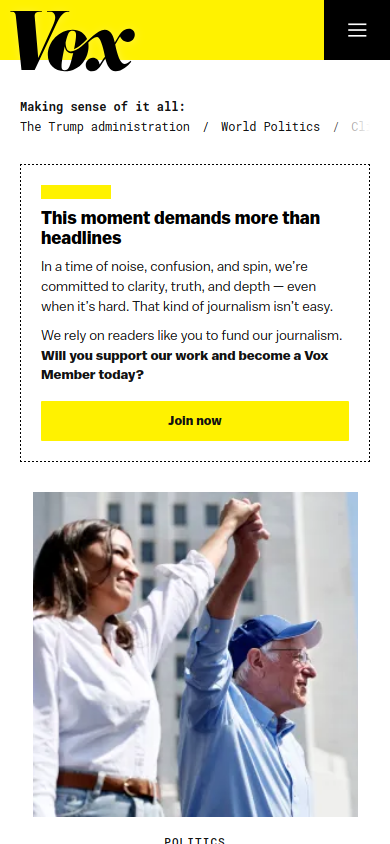 Vox
Making sense of it all:
The Trump administration / World Politics /
This moment demands more than
headlines
In a time of noise, confusion, and spin, we're
committed to clarity, truth, and depth — even
when it's hard. That kind of journalism isn't easy.
We rely on readers like you to fund our journalism.
Will you support our work and become a Vox
Member today?
Join now
POLITICS